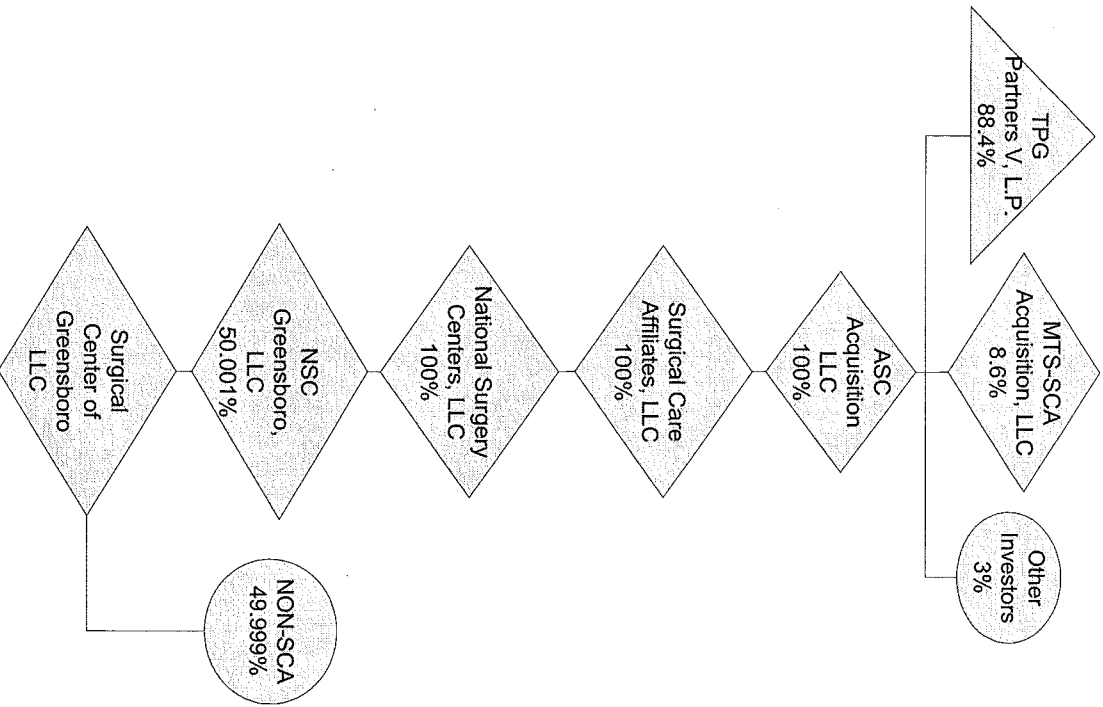 TPG
Partners V, L.P.
88.4%
MTS-SCA
Acquisition, LLC
8.6%
Other
Investors
3%
ASC
Acquisition
LLC
100%
Surgical Care
Affiliates, LLC
100%
National Surgery
Centers, LLC
100%
NSC
Greensboro,
LLC
50.001%
Surgical
Center of
Greensboro
LLC
NON-SCA
49.999%